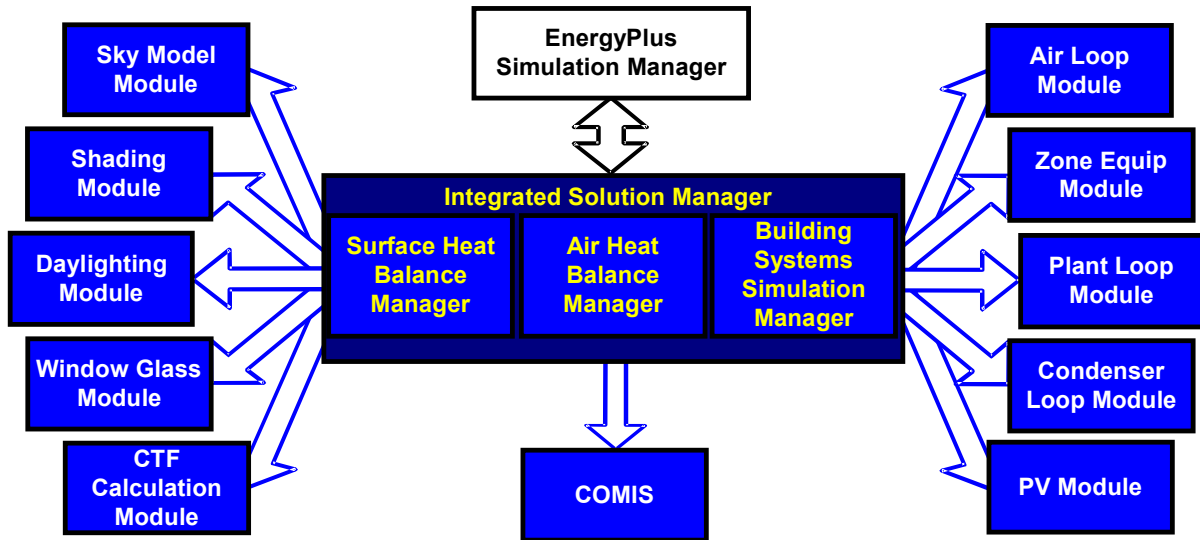 EnergyPlus
Simulation Manager
Sky Model
Module
Shading
Module
Daylighting
Module
Window Glass
Module
CTF
Calculation
Module
Integrated Solution Manager
Surface Heat
Balance
Manager
Air Heat
Balance
Manager
Building
Systems
Simulation
Manager
COMIS
Air Loop
Module
Zone Equip
Module
Plant Loop
Module
Condenser
Loop Module
PV Module